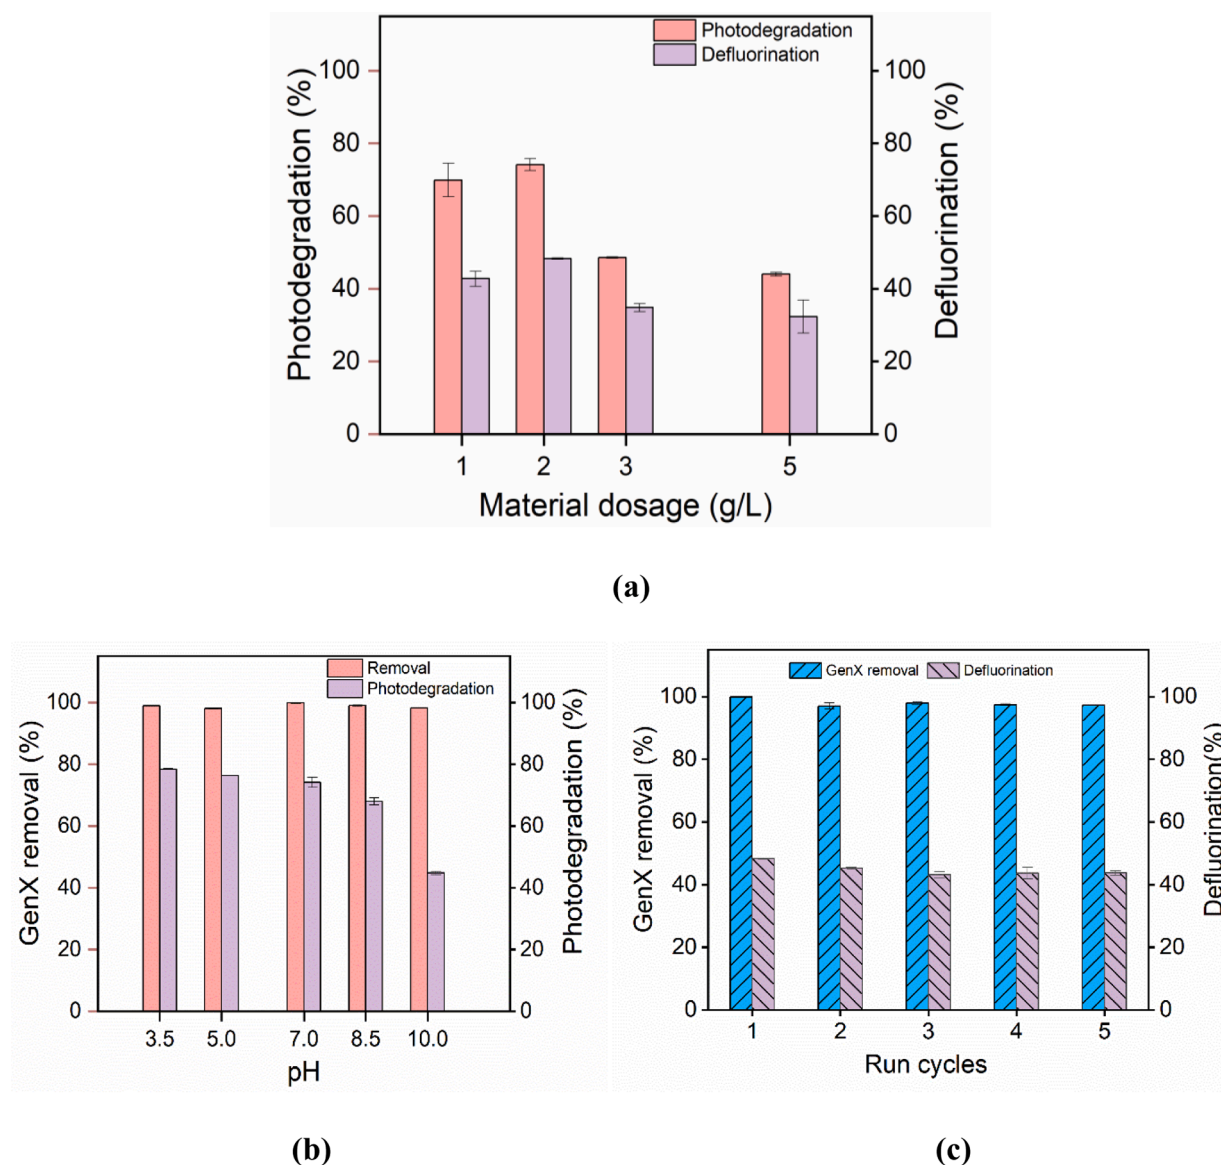 Photodegradation
Defluorination
Photodegradation (%)
Defluorination (%)
100
80
60
40
20
0
100
80
60
40
20
0
1 2 3 5
Material dosage (g/L)
(a)
Removal
Photodegradation
GenX removal (%)
Photodegradation (%)
100
80
60
40
20
0
100
80
60
40
20
0
3.5 5.0 7.0 8.5 10.0
pH
(b)
GenX removal Defluorination
GenX removal (%)
Defluorination(%)
100
80
60
40
20
0
100
80
60
40
20
0
1 2 3 4 5
Run cycles
(c)